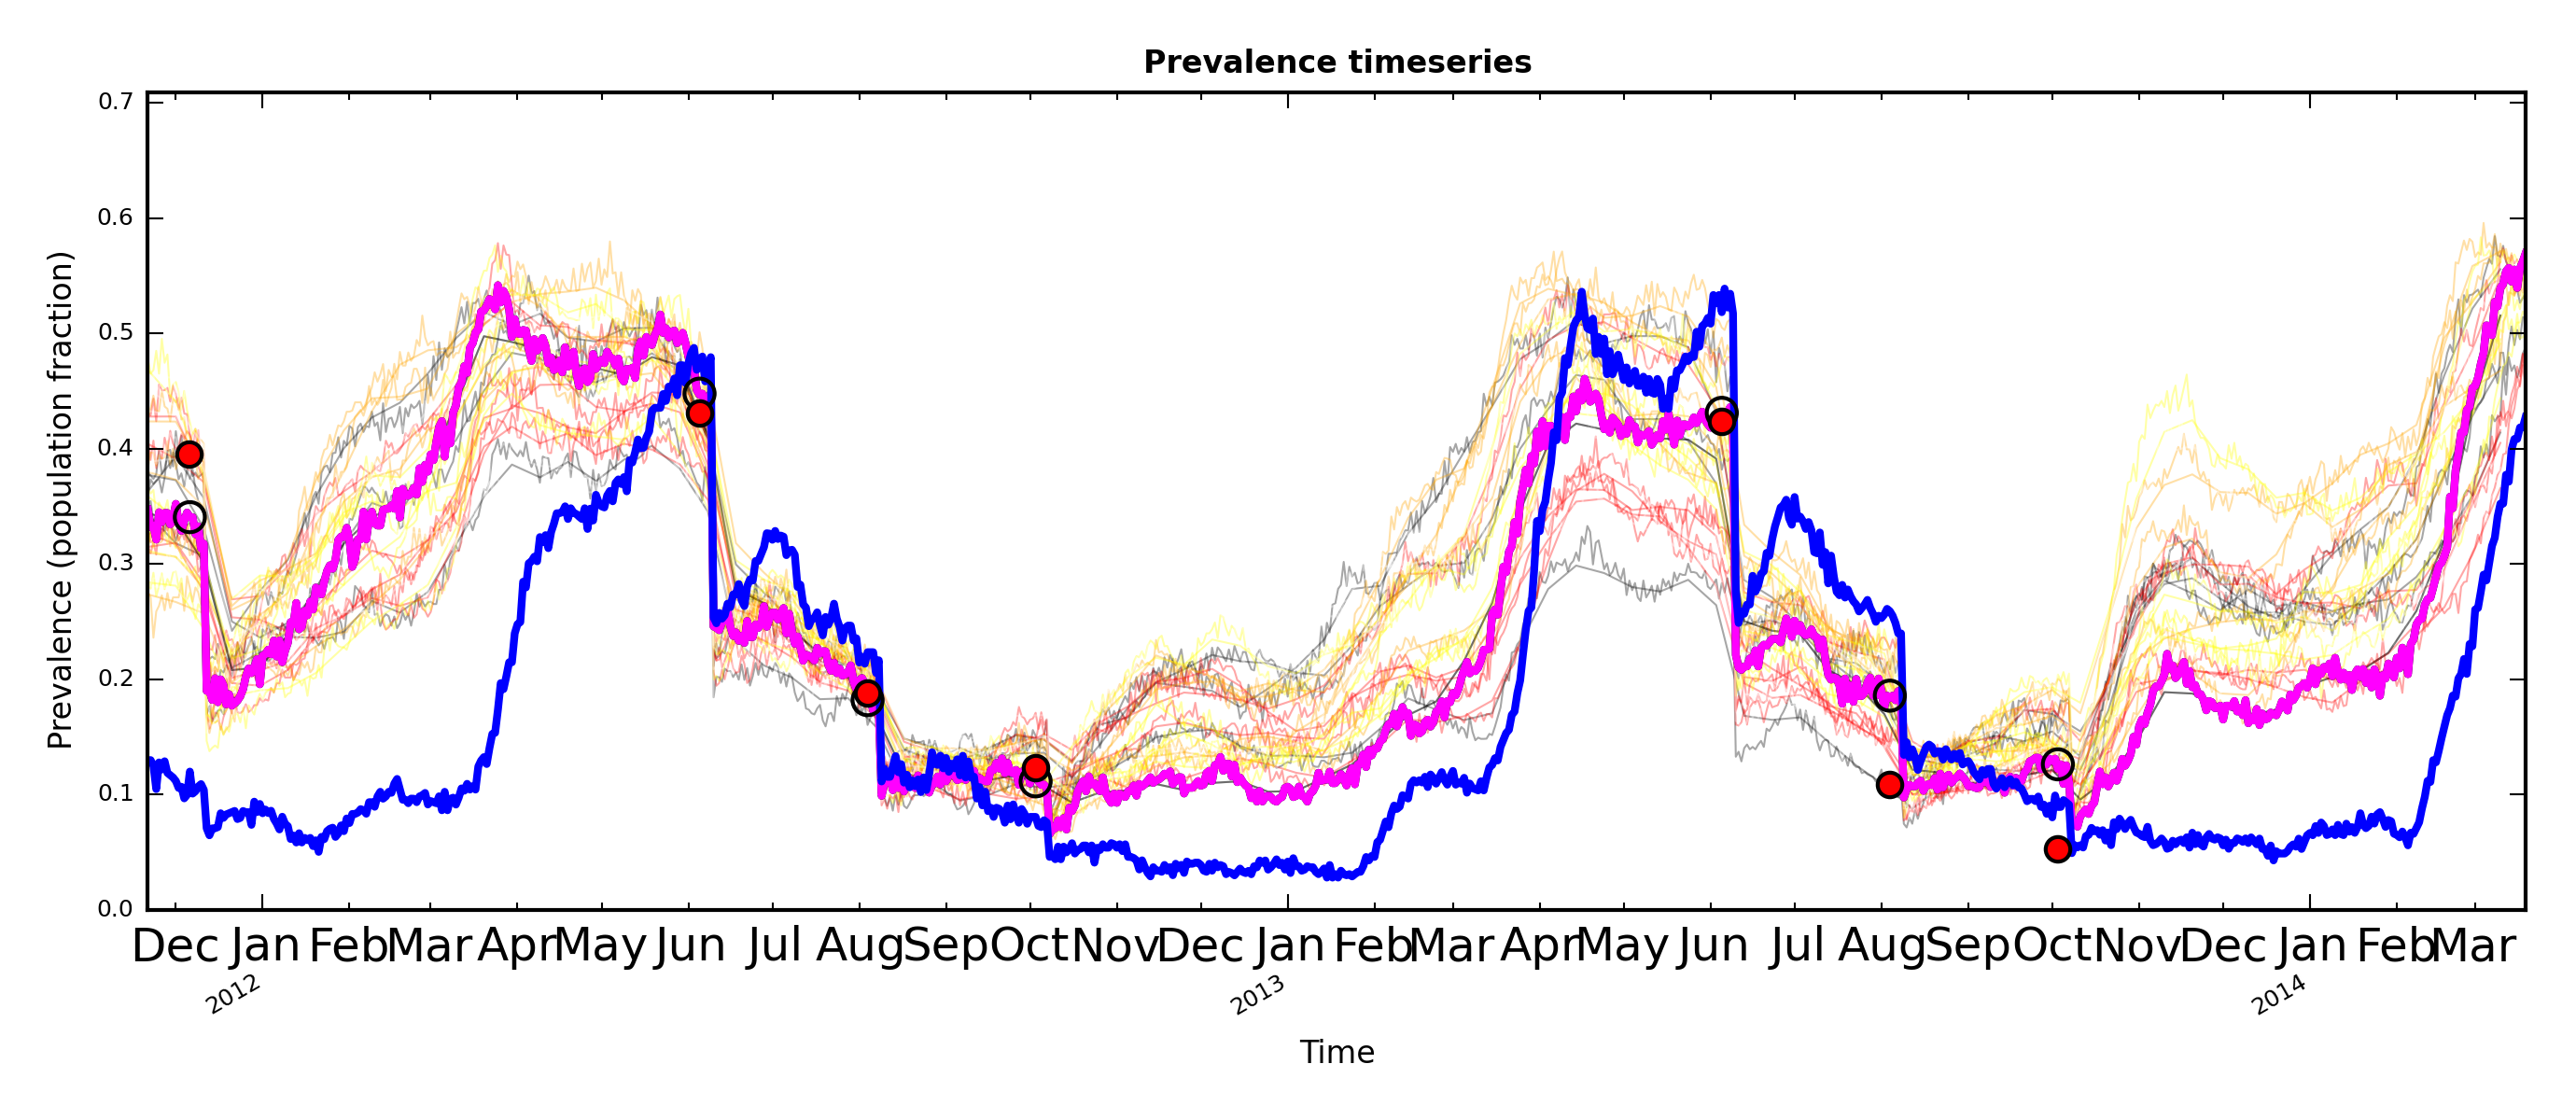 Prevalence timeseries
0.7
0.6
0.5
0.4
0.3
0.2
0.1
0.0
Prevalence (population fraction)
Dec Jan Feb Mar Apr May Jun Jul Aug Sep Oct Nov Dec Jan Feb Mar Apr May Jun Jul Aug Sep Oct Nov Dec Jan Feb Mar
2012 2013 2014
Time